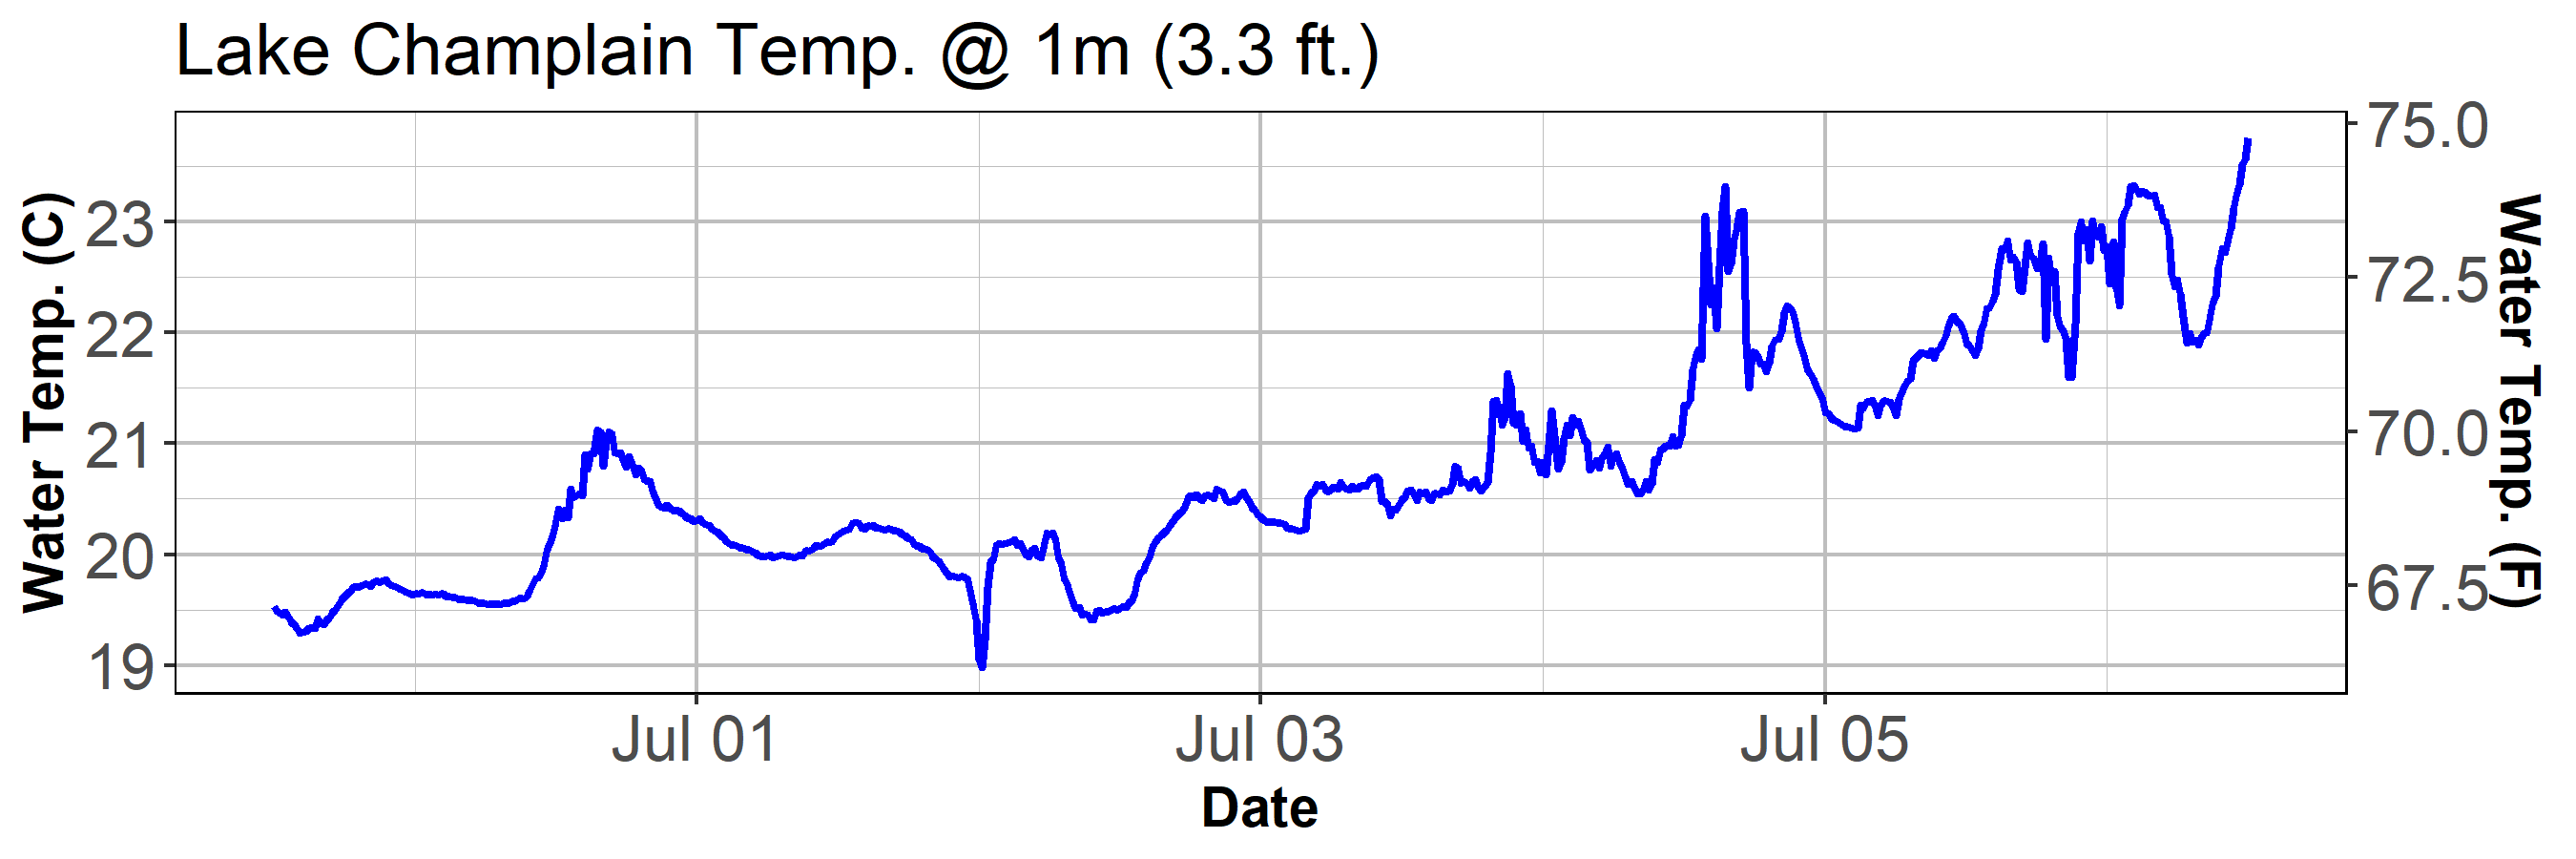 Lake Champlain Temp. @ 1m (3.3 ft.)
Water Temp. (C)
23
22
21
20
19
75.0
72.5
70.0
67.5
Water Temp. (F)
Jul 01
Jul 03
Jul 05
Date